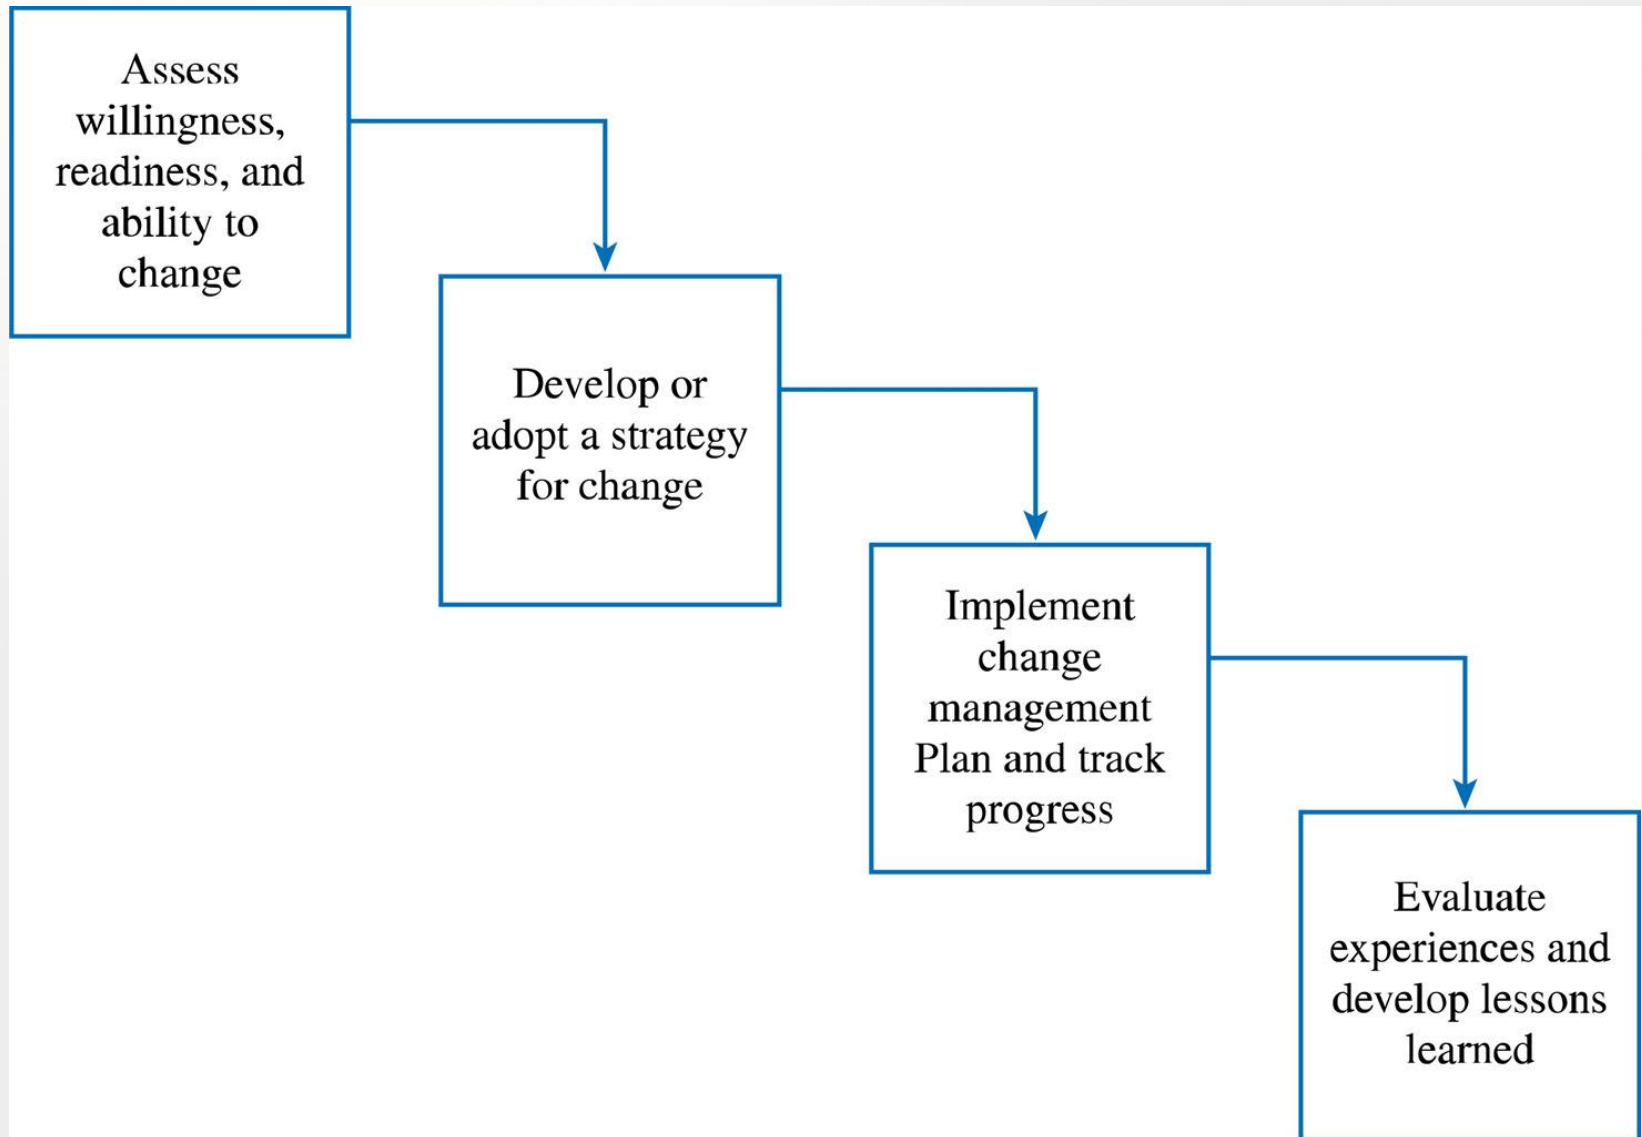 Assess
willingness,
readiness, and
ability to
change
Develop or
adopt a strategy
for change
Implement
change
management
Plan and track
progress
Evaluate
experiences and
develop lessons
learned